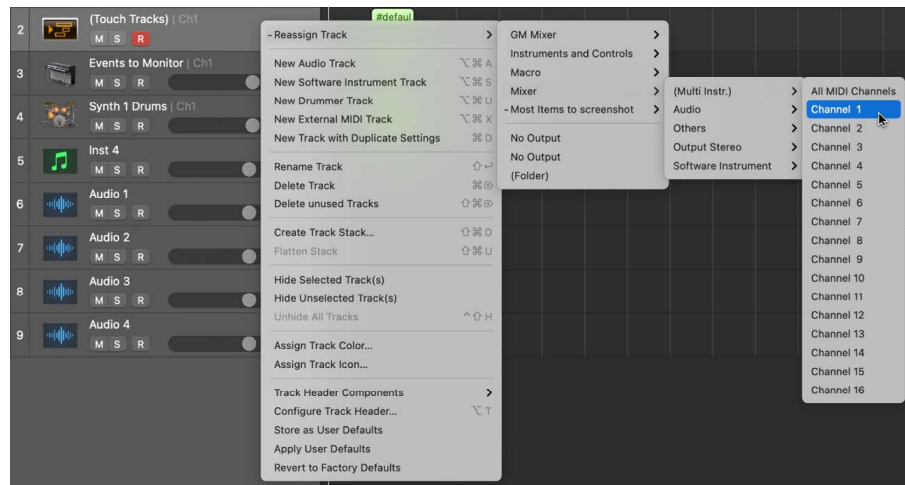 #defaul
2
(Touch Tracks) | Ch1
M S R
3
Events to Monitor | Ch1
M S R
4
Synth 1 Drums | Ch1
M S R
5
Inst 4
M S R
6
Audio 1
M S R
7
Audio 2
M S R
8
Audio 3
M S R
9
Audio 4
M S R
- Reassign Track >
New Audio Track ⌥⌘ A
New Software Instrument Track ⌥⌘ S
New Drummer Track ⌥⌘ U
New External MIDI Track ⌥⌘ X
New Track with Duplicate Settings ⌘ D
Rename Track ⇧↩
Delete Track ⌘⌦
Delete unused Tracks ⇧⌘⌦
Create Track Stack... ⇧⌘ D
Flatten Stack ⇧⌘ U
Hide Selected Track(s)
Hide Unselected Track(s)
Unhide All Tracks ^⇧ H
Assign Track Color...
Assign Track Icon...
Track Header Components >
Configure Track Header... ⌥ T
Store as User Defaults
Apply User Defaults
Revert to Factory Defaults
GM Mixer >
Instruments and Controls >
Macro >
Mixer >
- Most Items to screenshot >
No Output
No Output
(Folder)
(Multi Instr.) >
Audio >
Others >
Output Stereo >
Software Instrument >
All MIDI Channels
Channel 1
Channel 2
Channel 3
Channel 4
Channel 5
Channel 6
Channel 7
Channel 8
Channel 9
Channel 10
Channel 11
Channel 12
Channel 13
Channel 14
Channel 15
Channel 16